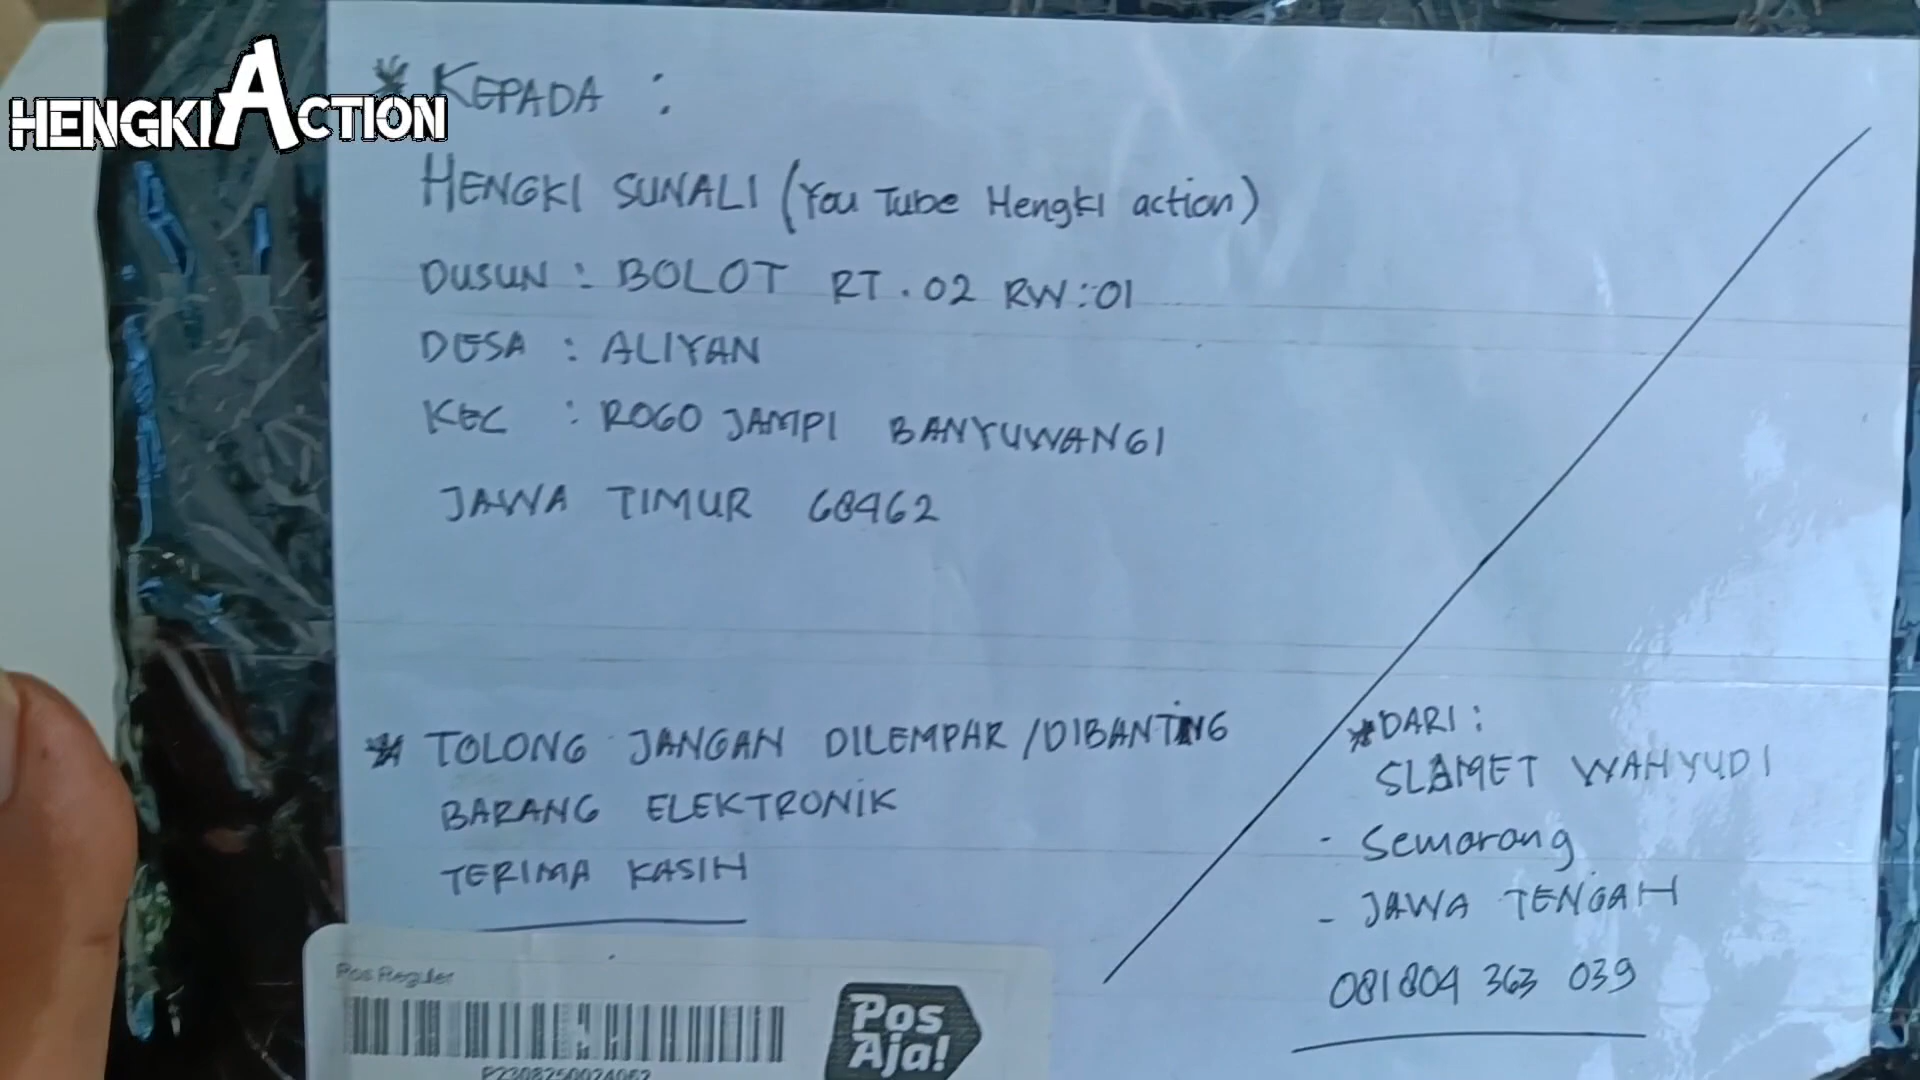 HENGKI ACTION
* KEPADA :
HENGKI SUNALI (You Tube Hengki action)
DUSUN : BOLOT RT. 02 RW: 01
DESA : ALIYAN
KEC : ROGO JAMPI BANYUWANGI
JAWA TIMUR 68462
* TOLONG JANGAN DILEMPAR / DIBANTING
BARANG ELEKTRONIK
TERIMA KASIH
* DARI :
SLAMET WAHYUDI
- Semarang
- JAWA TENGAH
081804 363 039
Pos Reguler
Pos
Aja!
P2308250024062